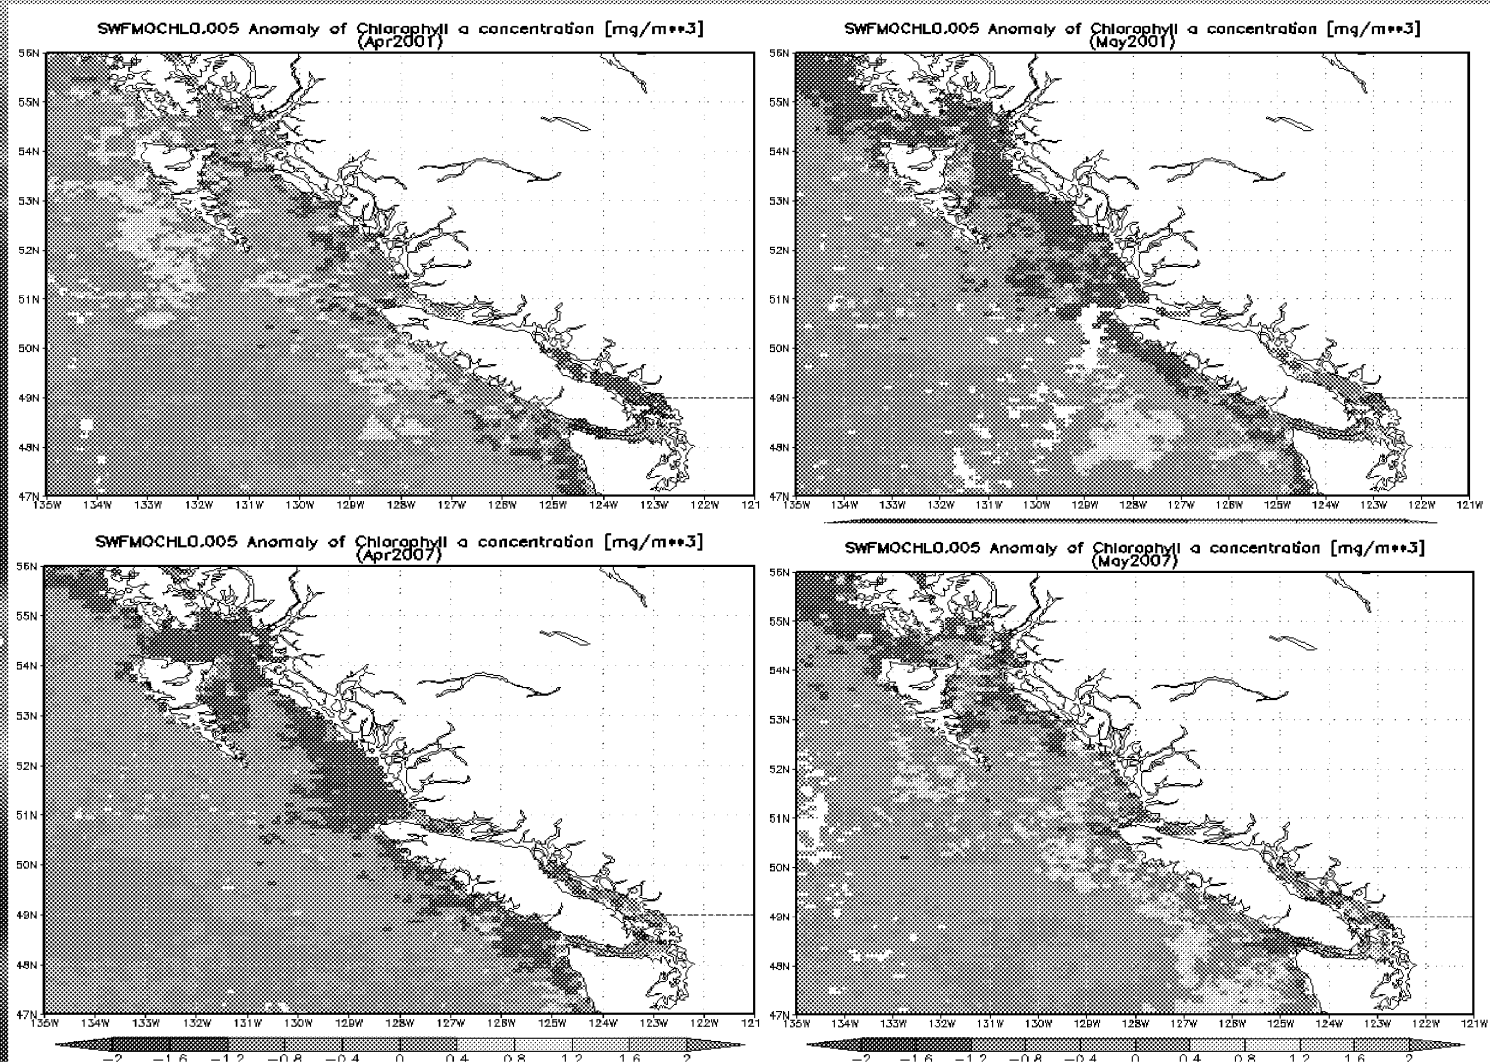 SWFMOCHLO.005 Anomaly of Chlorophyll a concentration [mg/m**3]
(Apr2001)
56N
55N
54N
53N
52N
51N
50N
49N
48N
47N
135W 134W 133W 132W 131W 130W 129W 128W 127W 126W 125W 124W 123W 122W 121
SWFMOCHLO.005 Anomaly of Chlorophyll a concentration [mg/m**3]
(May2001)
56N
55N
54N
53N
52N
51N
50N
49N
48N
47N
135W 134W 133W 132W 131W 130W 129W 128W 127W 126W 125W 124W 123W 122W 121W
SWFMOCHLO.005 Anomaly of Chlorophyll a concentration [mg/m**3]
(Apr2007)
56N
55N
54N
53N
52N
51N
50N
49N
48N
47N
135W 134W 133W 132W 131W 130W 129W 128W 127W 126W 125W 124W 123W 122W 121
-2 -1.6 -1.2 -0.8 -0.4 0 0.4 0.8 1.2 1.6 2
SWFMOCHLO.005 Anomaly of Chlorophyll a concentration [mg/m**3]
(May2007)
56N
55N
54N
53N
52N
51N
50N
49N
48N
47N
135W 134W 133W 132W 131W 130W 129W 128W 127W 126W 125W 124W 123W 122W 121W
-2 -1.6 -1.2 -0.8 -0.4 0 0.4 0.8 1.2 1.6 2